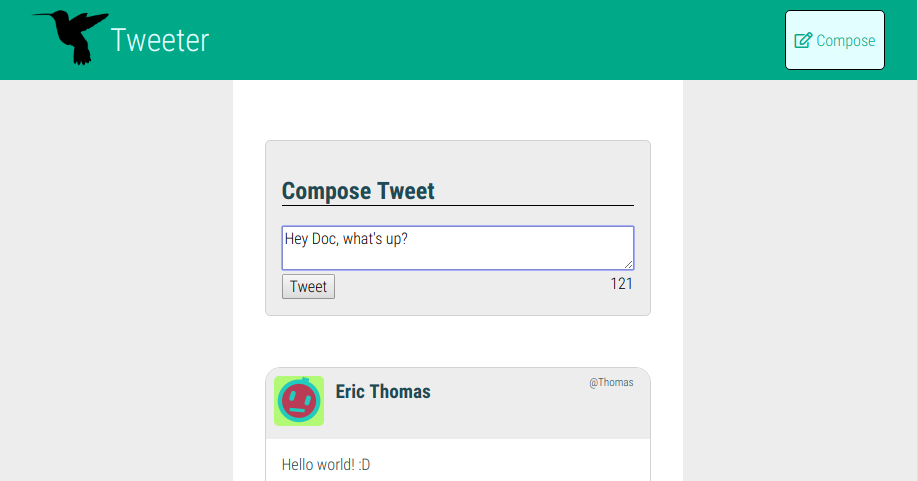 Tweeter
Compose
Compose Tweet
Hey Doc, what's up?
Tweet
121
Eric Thomas
@Thomas
Hello world! :D